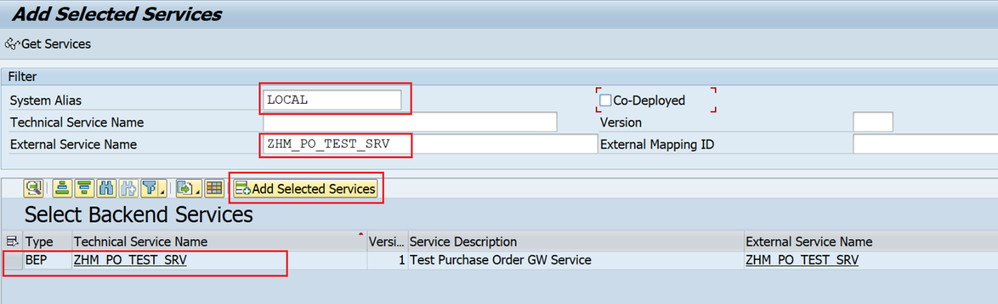 Add Selected Services
Get Services
Filter
System Alias LOCAL Co-Deployed
Technical Service Name Version
External Service Name ZHM_PO_TEST_SRV External Mapping ID
Add Selected Services
Select Backend Services
Type Technical Service Name Versi... Service Description External Service Name
BEP ZHM_PO_TEST_SRV 1 Test Purchase Order GW Service ZHM_PO_TEST_SRV